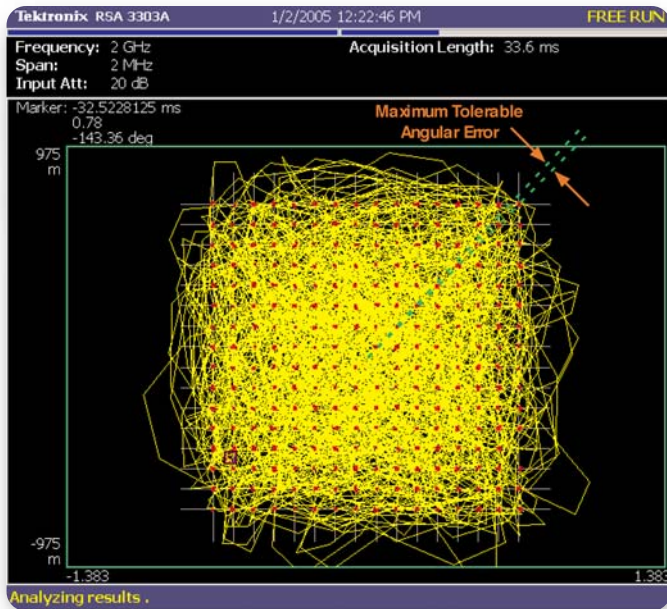 Tektronix RSA 3303A 1/2/2005 12:22:46 PM FREE RUN
Frequency: 2 GHz Acquisition Length: 33.6 ms
Span: 2 MHz
Input Att: 20 dB
Marker: -32.5228125 ms
0.78
-143.36 deg
Maximum Tolerable
Angular Error
975
m
-975
m
-1.383 1.383
Analyzing results .